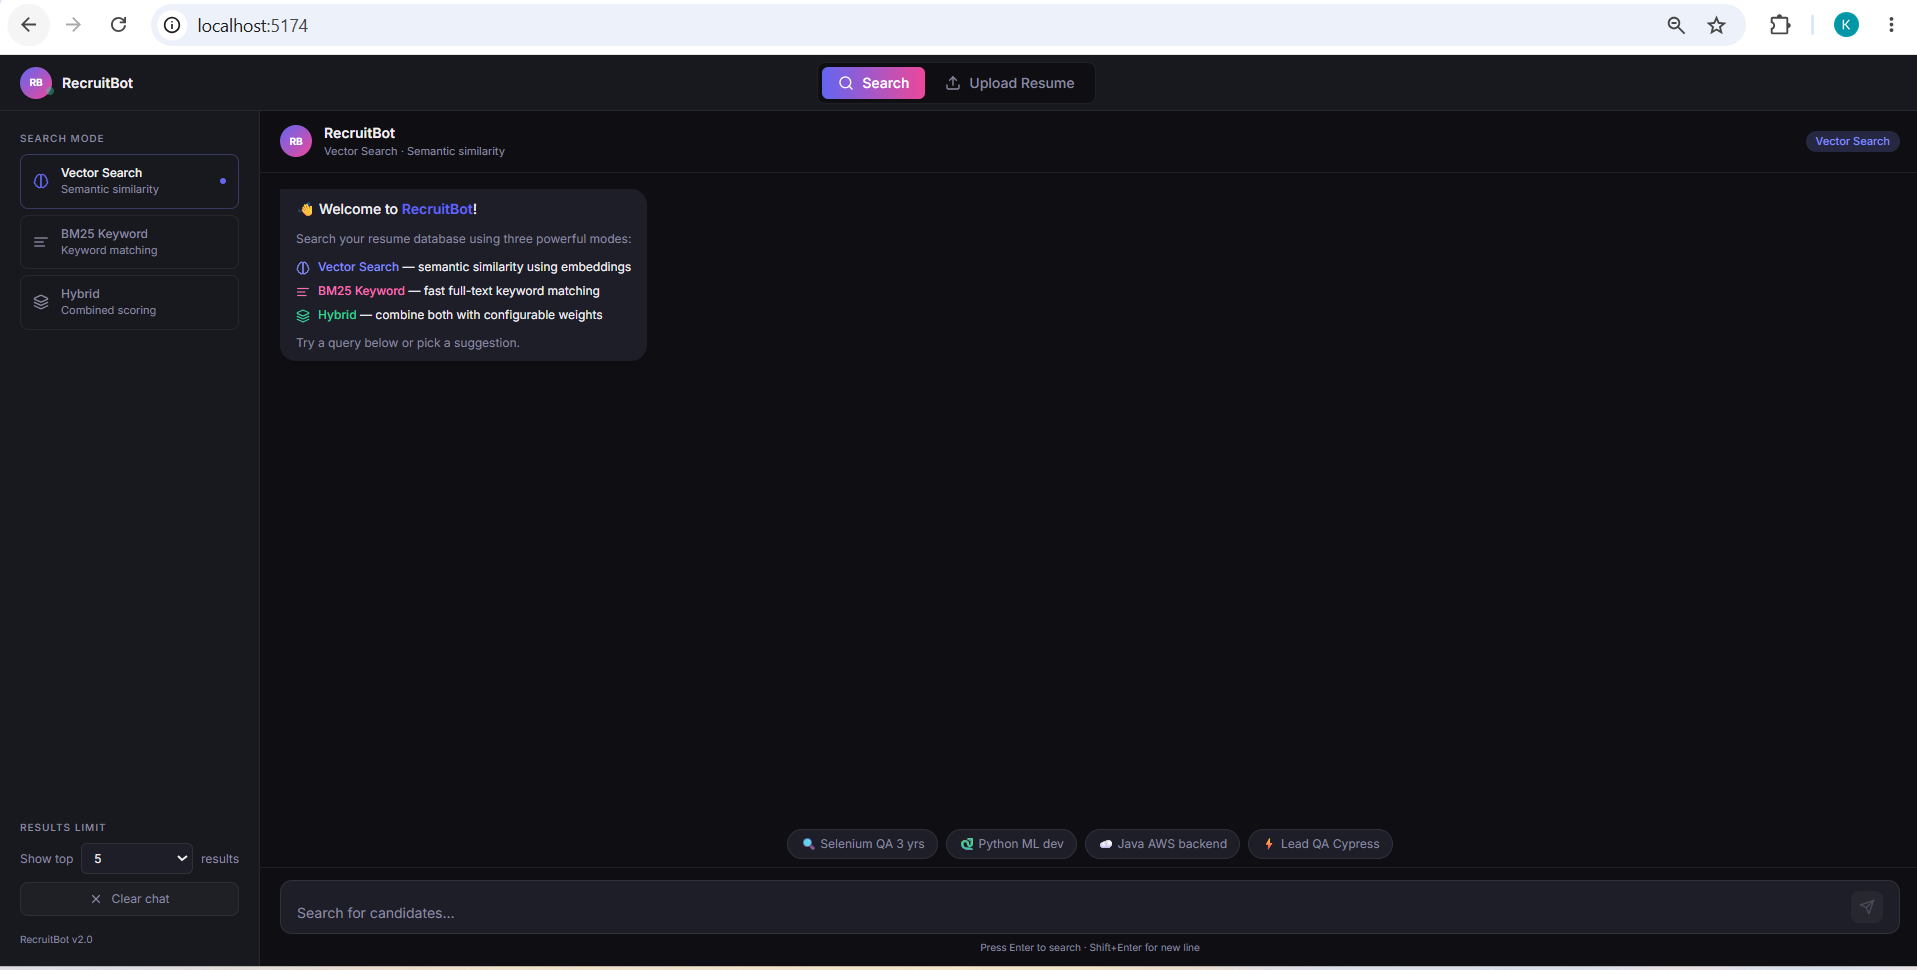 localhost:5174
K
RB
RecruitBot
Search
Upload Resume
SEARCH MODE
Vector Search
Semantic similarity
BM25 Keyword
Keyword matching
Hybrid
Combined scoring
RESULTS LIMIT
Show top 5 results
Clear chat
RecruitBot v2.0
RB
RecruitBot
Vector Search · Semantic similarity
Vector Search
👋 Welcome to RecruitBot!
Search your resume database using three powerful modes:
Vector Search — semantic similarity using embeddings
BM25 Keyword — fast full-text keyword matching
Hybrid — combine both with configurable weights
Try a query below or pick a suggestion.
Selenium QA 3 yrs
Python ML dev
Java AWS backend
Lead QA Cypress
Search for candidates...
Press Enter to search · Shift+Enter for new line